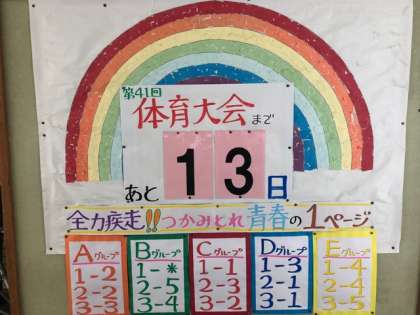 第41回
体育大会まで
あと13日
全力疾走!!つかみとれ青春の1ページ
Aグループ
1-2
2-2
3-3
Bグループ
1-*
2-5
3-4
Cグループ
1-1
2-3
3-2
Dグループ
1-3
2-1
3-1
Eグループ
1-4
2-4
3-5